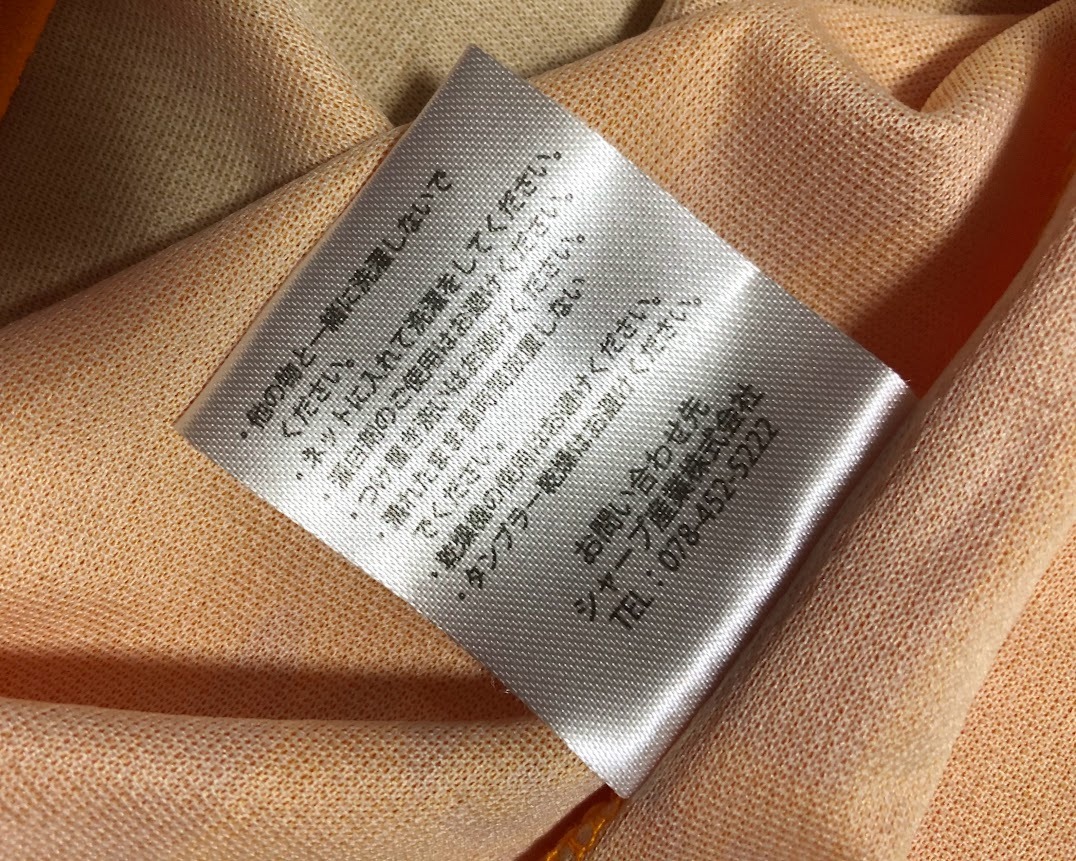 ・他の物と一緒に洗濯しないで
ください。
・ネットに入れて洗濯をしてください。
・蛍日間のご使用はお避けください。
つけ置き洗いはお避けください。
・濡れたまま長時間放置しない
でください。
・乾燥機の使用はお避けください。
・タンブラー乾燥はお避けください。
お問い合わせ先
シャープ産業株式会社
TEL：078-452-5222